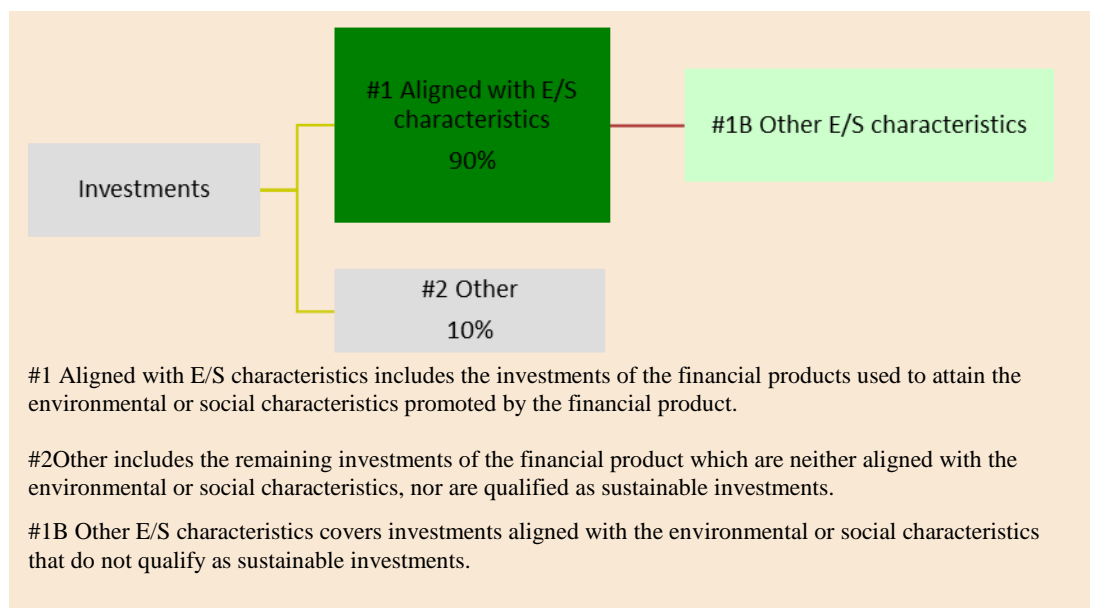 #1 Aligned with E/S
characteristics
90%
#1B Other E/S characteristics
Investments
#2 Other
10%
#1 Aligned with E/S characteristics includes the investments of the financial products used to attain the
environmental or social characteristics promoted by the financial product.
#2Other includes the remaining investments of the financial product which are neither aligned with the
environmental or social characteristics, nor are qualified as sustainable investments.
#1B Other E/S characteristics covers investments aligned with the environmental or social characteristics
that do not qualify as sustainable investments.